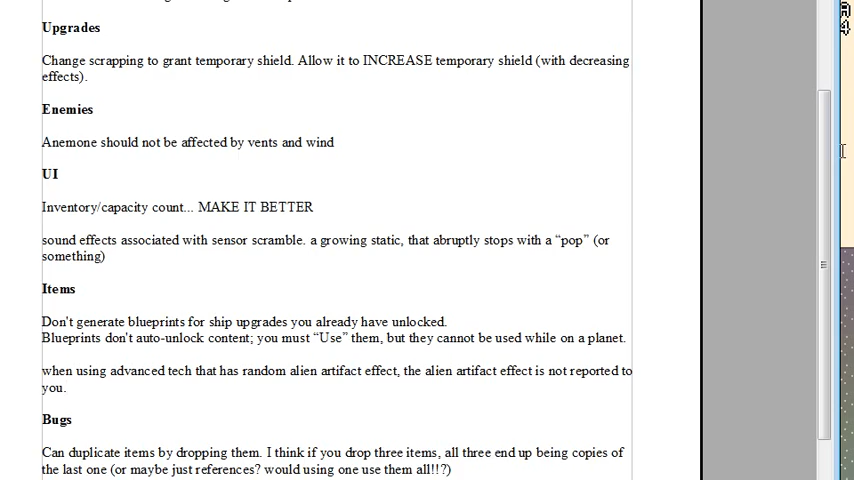 Upgrades
Change scrapping to grant temporary shield. Allow it to INCREASE temporary shield (with decreasing
effects).
Enemies
Anemone should not be affected by vents and wind
UI
Inventory/capacity count... MAKE IT BETTER
sound effects associated with sensor scramble. a growing static, that abruptly stops with a “pop” (or
something)
Items
Don't generate blueprints for ship upgrades you already have unlocked.
Blueprints don't auto-unlock content; you must “Use” them, but they cannot be used while on a planet.
when using advanced tech that has random alien artifact effect, the alien artifact effect is not reported to
you.
Bugs
Can duplicate items by dropping them. I think if you drop three items, all three end up being copies of
the last one (or maybe just references? would using one use them all!!?)